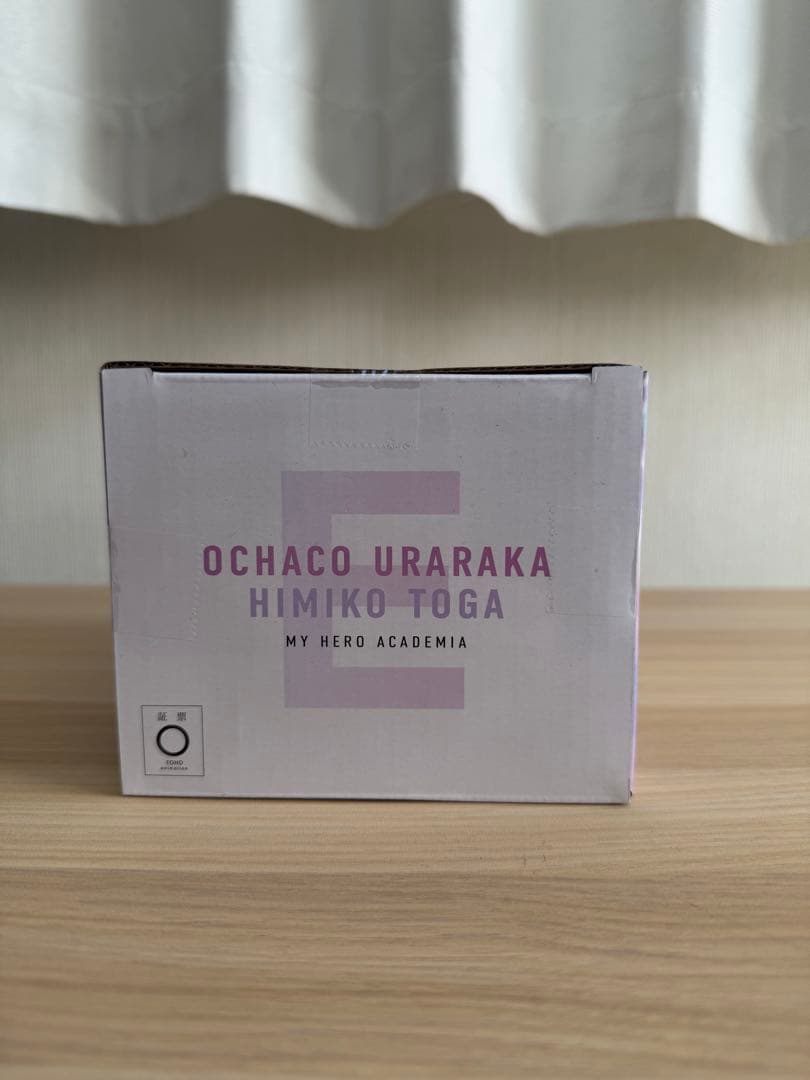 E
OCHACO URARAKA
HIMIKO TOGA
MY HERO ACADEMIA
証 票
TOHO
animation